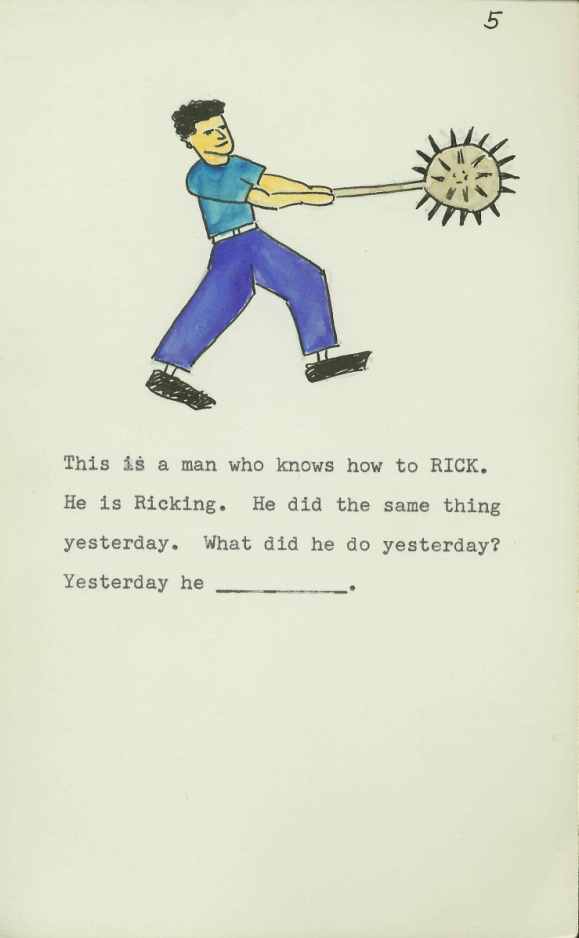 5
This is a man who knows how to RICK.
He is Ricking.  He did the same thing
yesterday.  What did he do yesterday?
Yesterday he __________.